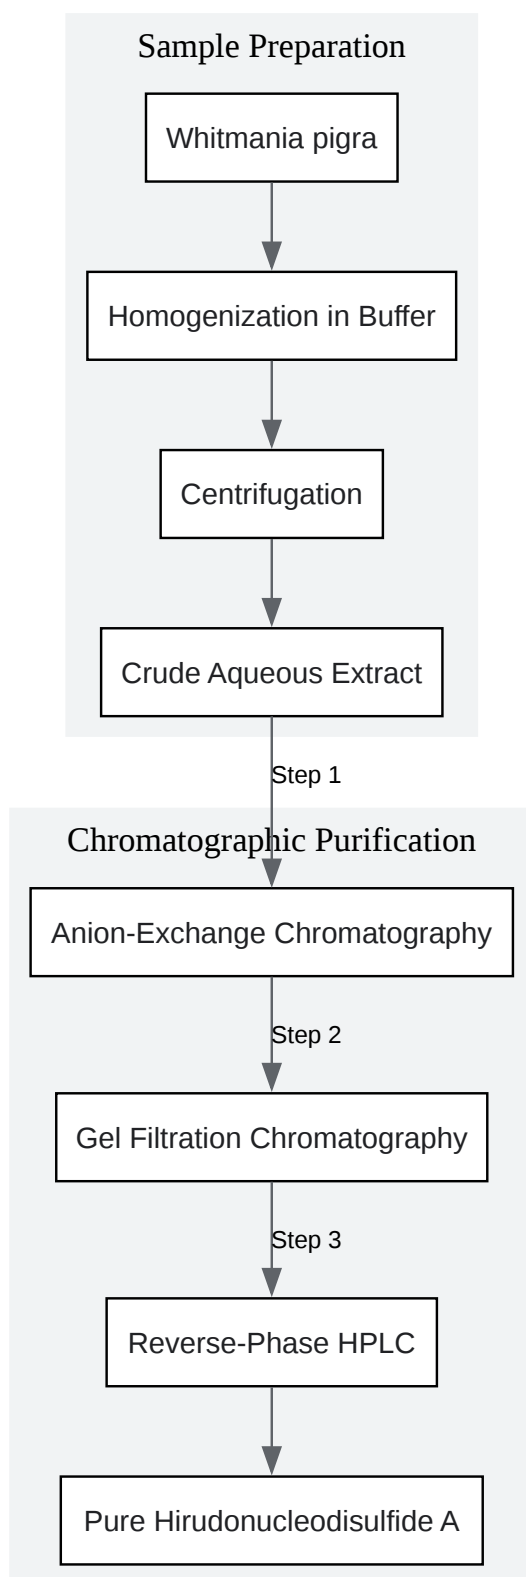 Sample Preparation
Whitmania pigra
Homogenization in Buffer
Centrifugation
Crude Aqueous Extract
Step 1
Chromatographic Purification
Anion-Exchange Chromatography
Step 2
Gel Filtration Chromatography
Step 3
Reverse-Phase HPLC
Pure Hirudonucleodisulfide A